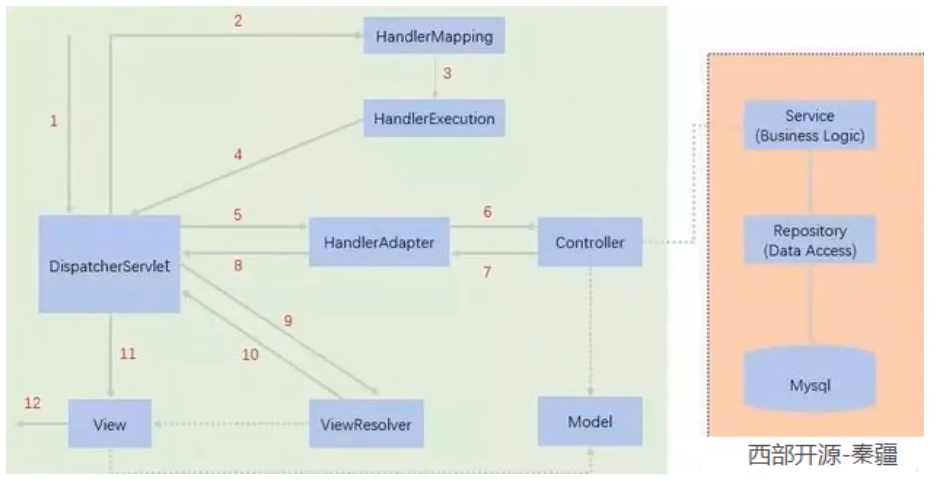 2
HandlerMapping
3
1
HandlerExecution
Service
(Business Logic)
4
5
6
Repository
(Data Access)
HandlerAdapter
Controller
DispatcherServlet
8
7
9
10
11
Mysql
12
View
ViewResolver
Model
西部开源-秦疆